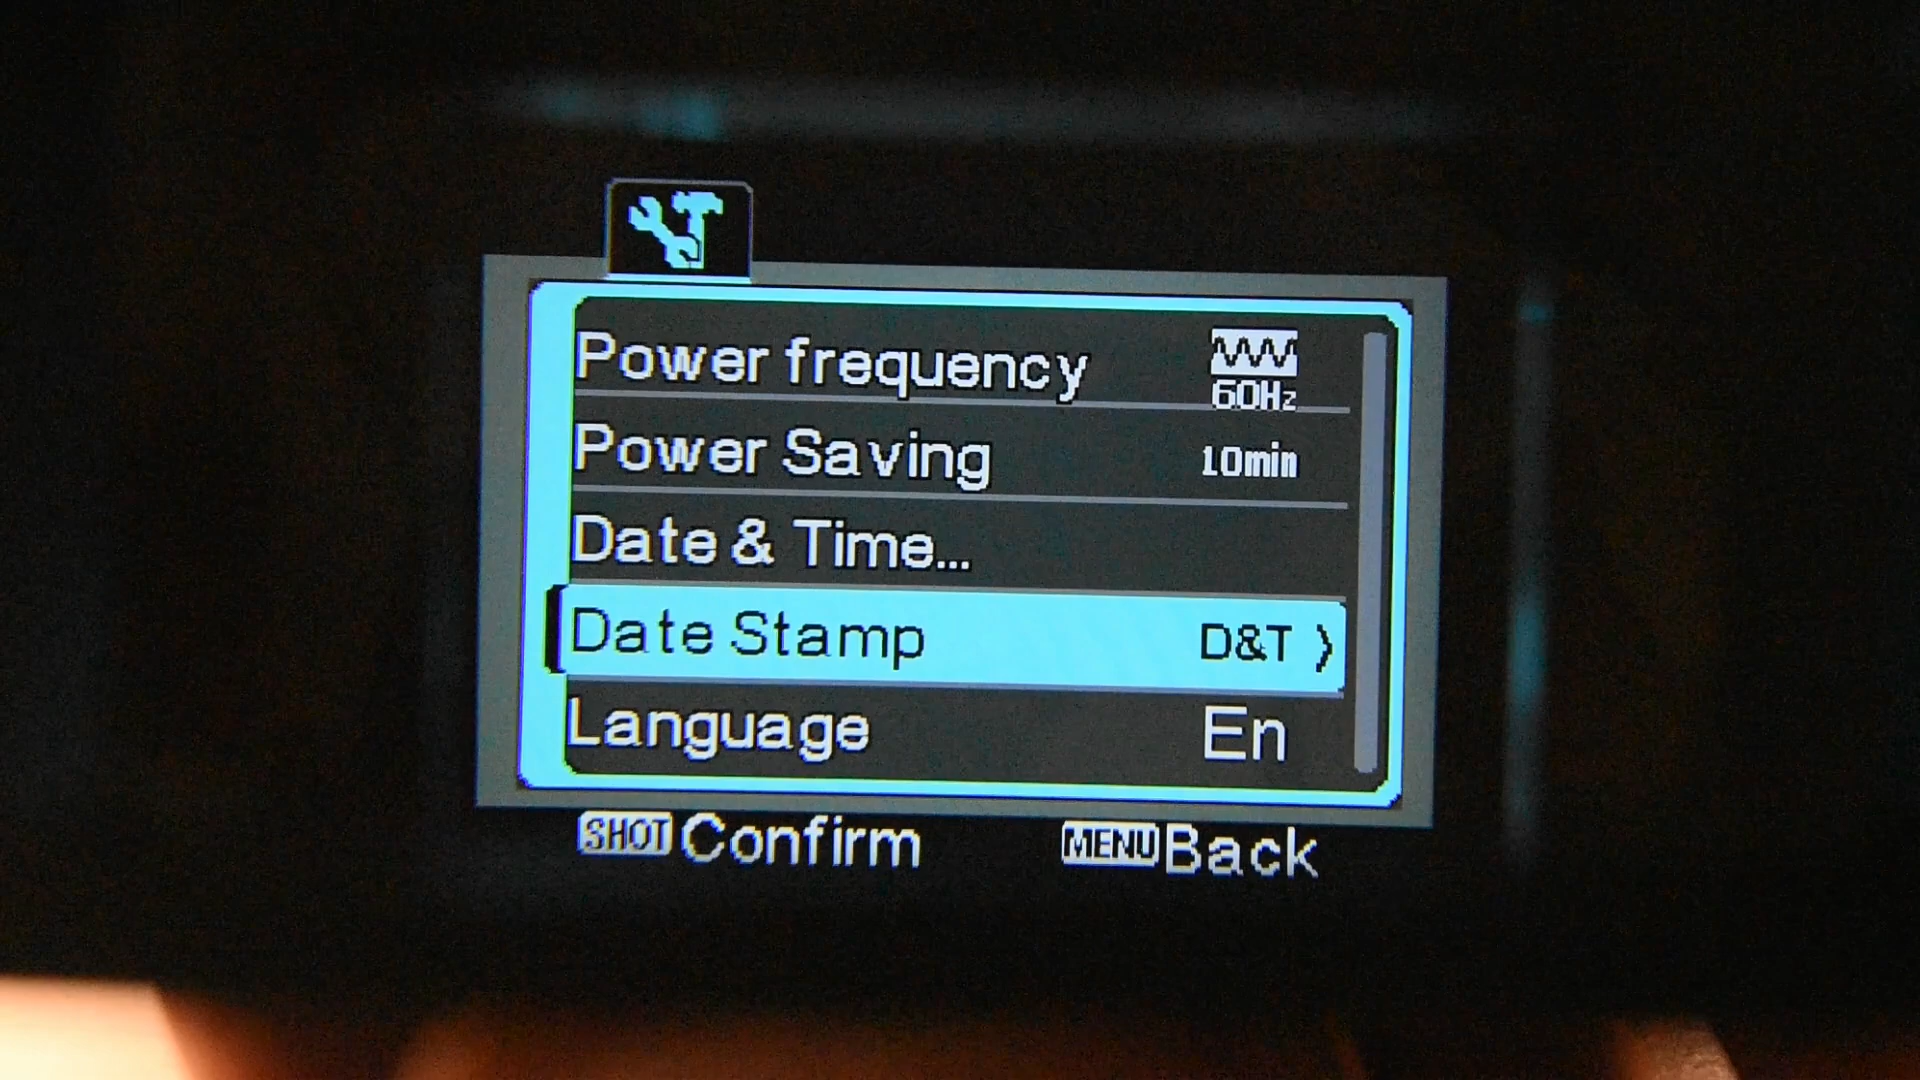 Power frequency 60Hz
Power Saving 10min
Date & Time...
Date Stamp D&T >
Language En
SHOT Confirm MENU Back